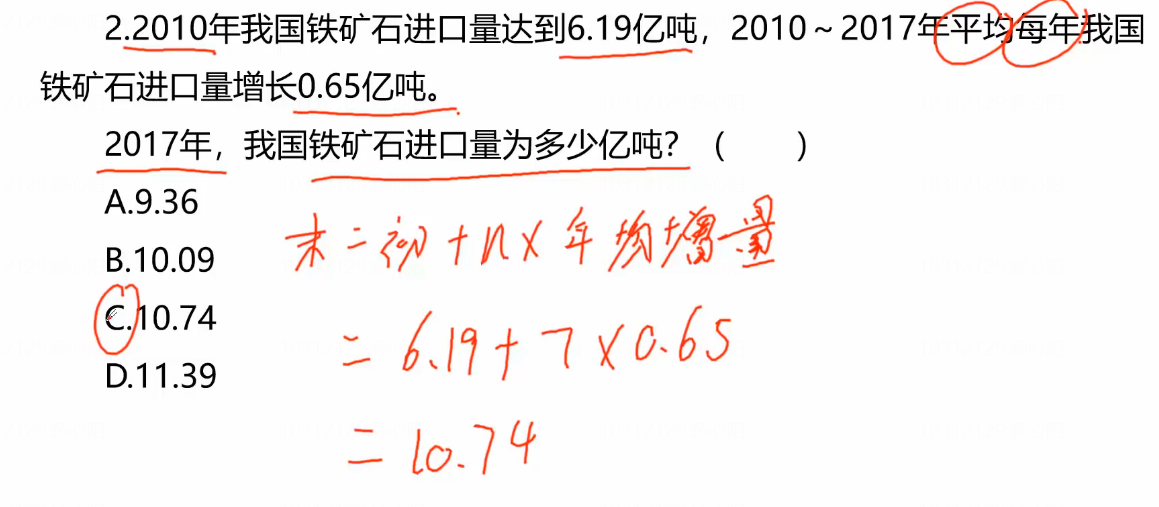 2.2010年我国铁矿石进口量达到6.19亿吨，2010～2017年平均每年我国
铁矿石进口量增长0.65亿吨。
2017年，我国铁矿石进口量为多少亿吨？（  ）
A.9.36
B.10.09
C.10.74
D.11.39
末=初+n×年均增量
=6.19+7×0.65
=10.74